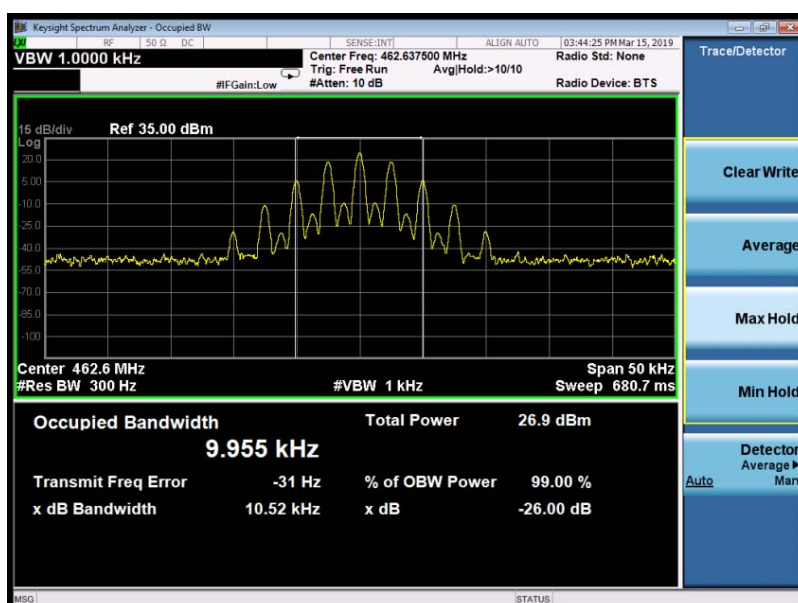 Keysight Spectrum Analyzer - Occupied BW
RF 50 Ω DC SENSE:INT ALIGN AUTO 03:44:25 PM Mar 15, 2019
VBW 1.0000 kHz
Center Freq: 462.637500 MHz Radio Std: None
Trig: Free Run Avg|Hold:>10/10
#IFGain:Low #Atten: 10 dB Radio Device: BTS
15 dB/div Ref 35.00 dBm
Log
20.0
5.00
-10.0
-25.0
-40.0
-55.0
-70.0
-85.0
-100
Center 462.6 MHz Span 50 kHz
#Res BW 300 Hz #VBW 1 kHz Sweep 680.7 ms
Occupied Bandwidth Total Power 26.9 dBm
9.955 kHz
Transmit Freq Error -31 Hz % of OBW Power 99.00 %
x dB Bandwidth 10.52 kHz x dB -26.00 dB
MSG STATUS
Trace/Detector
Clear Write
Average
Max Hold
Min Hold
Detector
Average
Auto Man